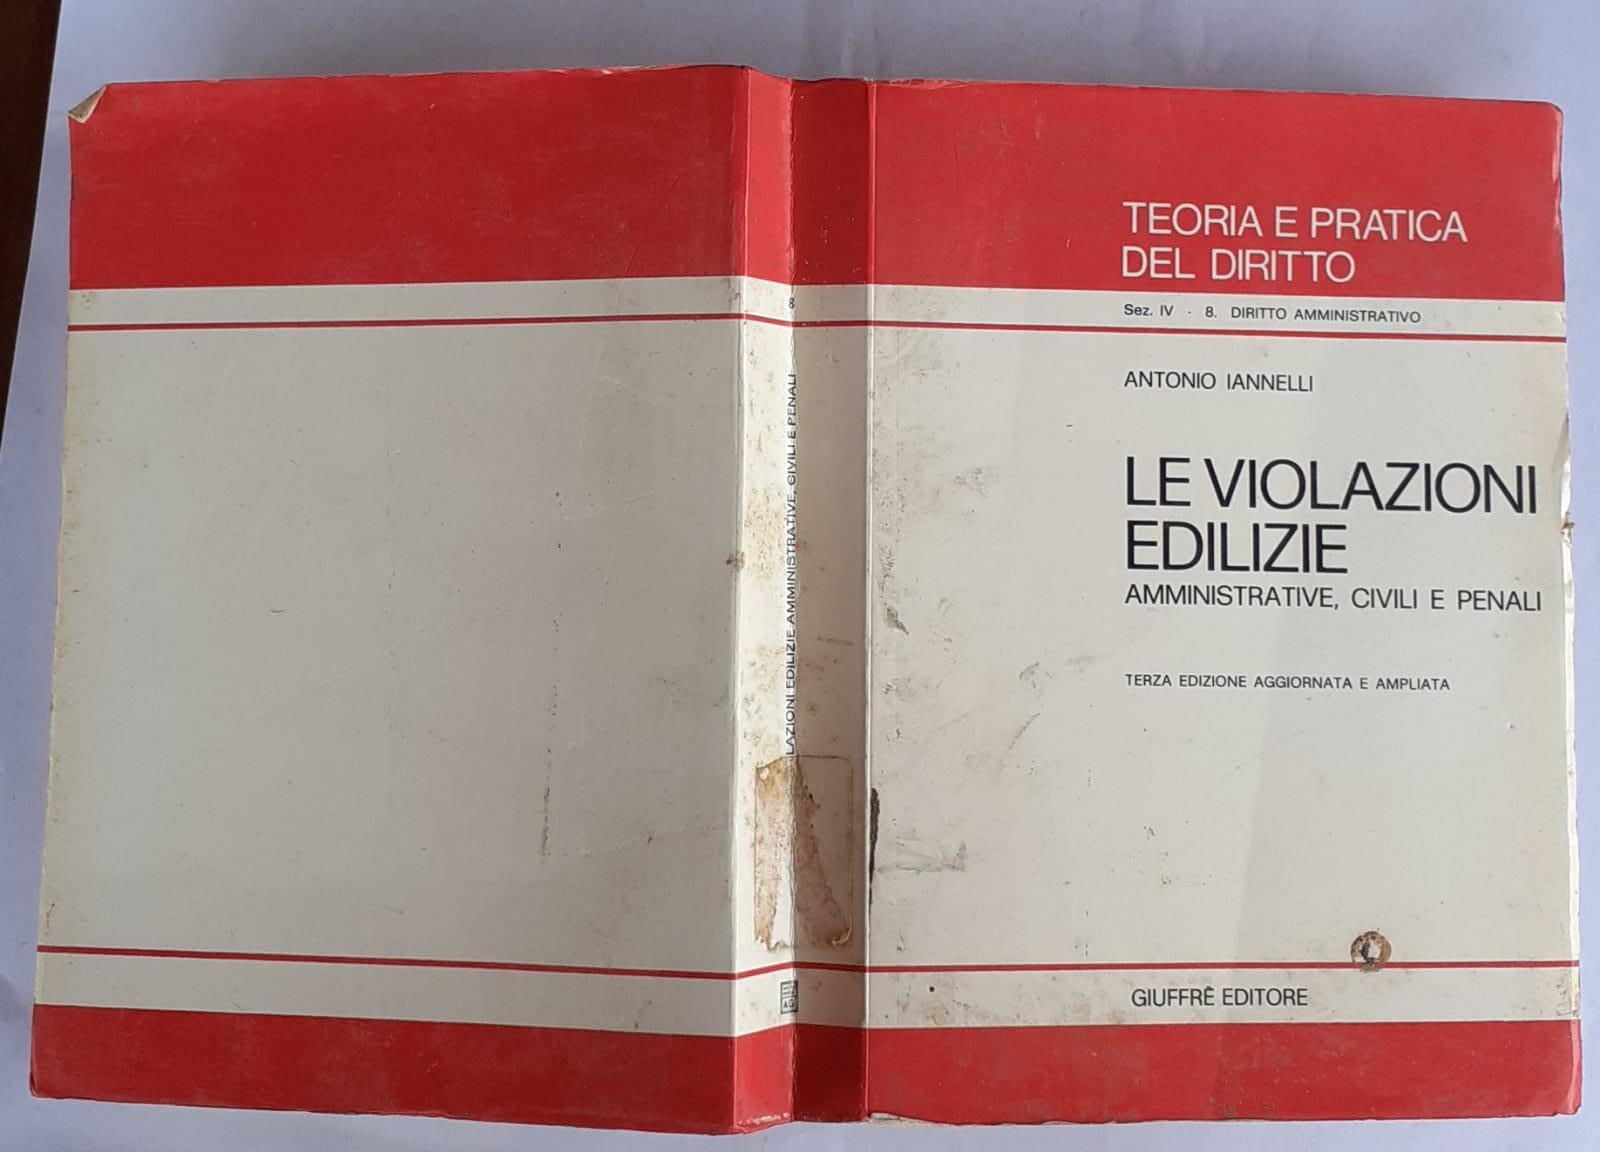 TEORIA E PRATICA
DEL DIRITTO
Sez. IV · 8. DIRITTO AMMINISTRATIVO
ANTONIO IANNELLI
LE VIOLAZIONI
EDILIZIE
AMMINISTRATIVE, CIVILI E PENALI
TERZA EDIZIONE AGGIORNATA E AMPLIATA
GIUFFRÈ EDITORE
8
LAZIONI EDILIZIE AMMINISTRATIVE, CIVILI E PENALI